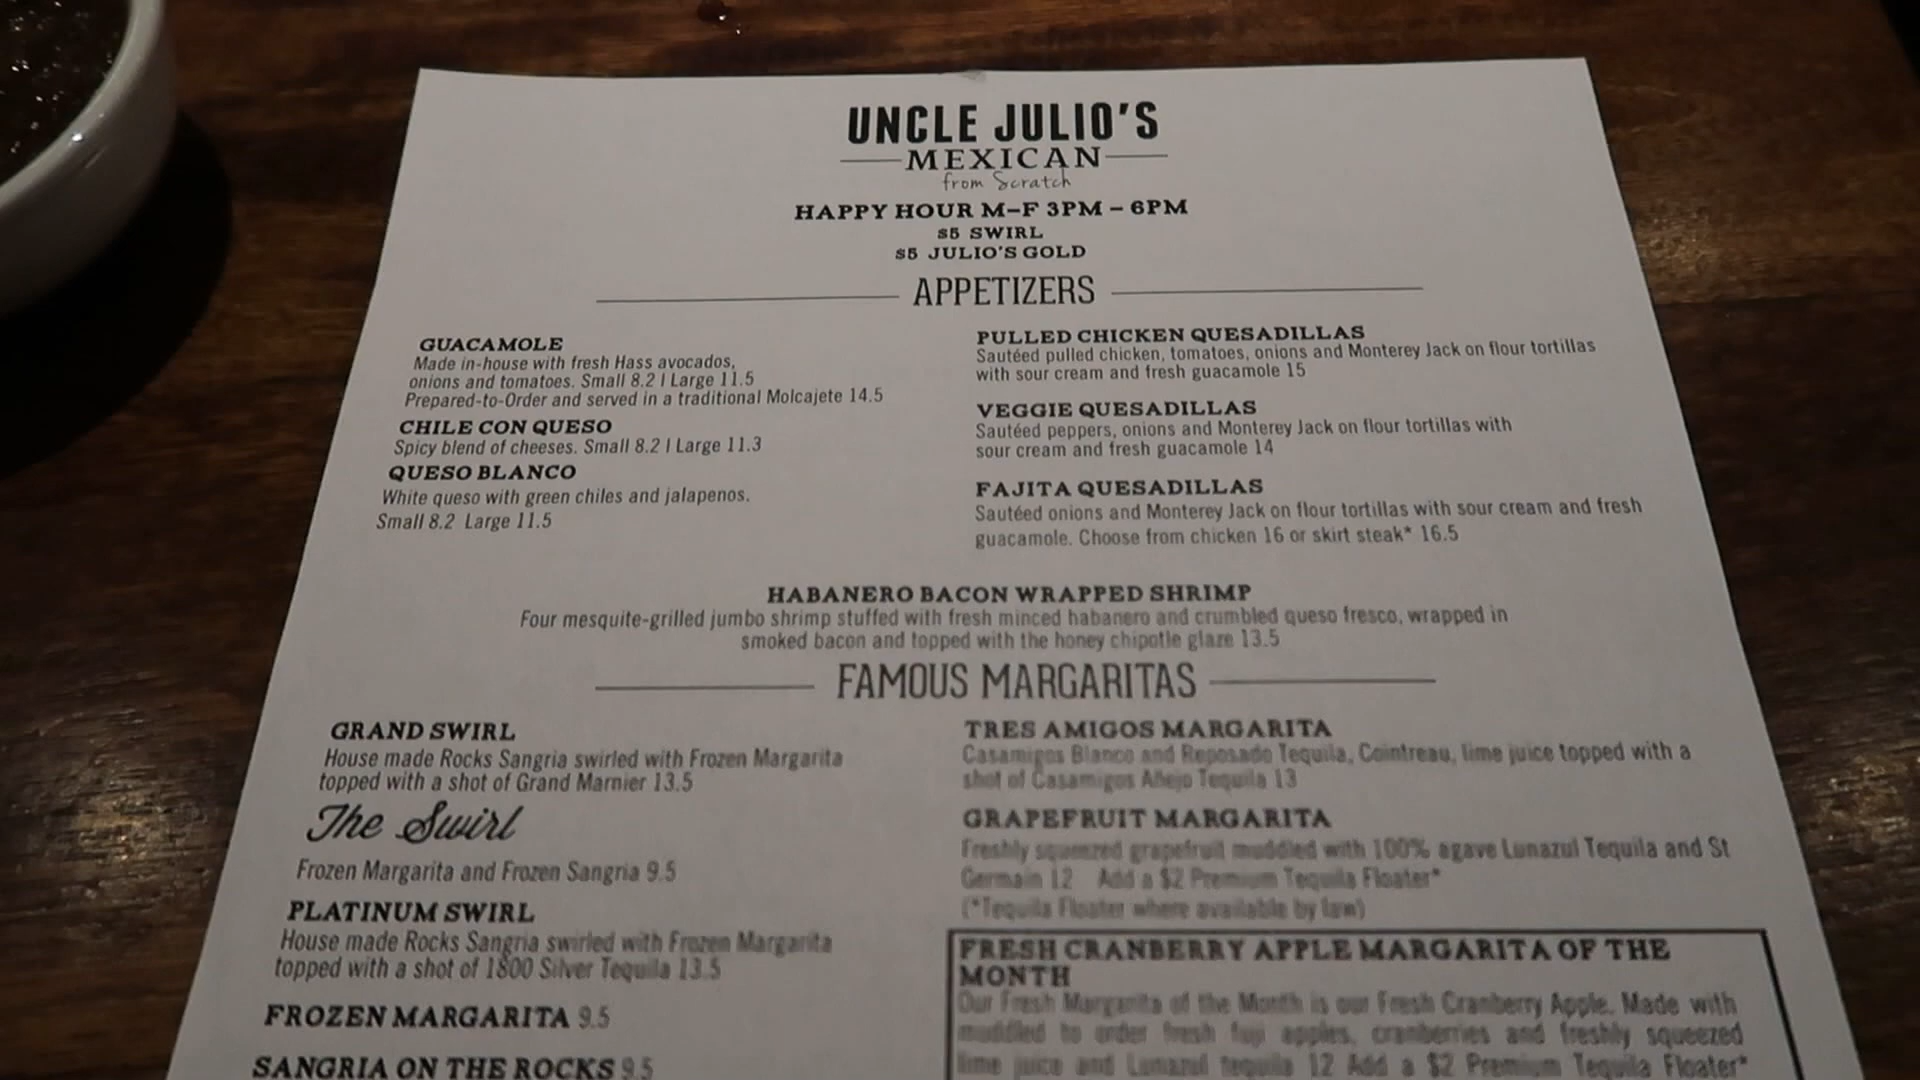 UNCLE JULIO'S
MEXICAN
from Scratch
HAPPY HOUR M–F 3PM – 6PM
$5 SWIRL
$5 JULIO'S GOLD
APPETIZERS
GUACAMOLE
Made in-house with fresh Hass avocados,
onions and tomatoes. Small 8.2 | Large 11.5
Prepared-to-Order and served in a traditional Molcajete 14.5
CHILE CON QUESO
Spicy blend of cheeses. Small 8.2 | Large 11.3
QUESO BLANCO
White queso with green chiles and jalapenos.
Small 8.2 Large 11.5
PULLED CHICKEN QUESADILLAS
Sautéed pulled chicken, tomatoes, onions and Monterey Jack on flour tortillas
with sour cream and fresh guacamole 15
VEGGIE QUESADILLAS
Sautéed peppers, onions and Monterey Jack on flour tortillas with
sour cream and fresh guacamole 14
FAJITA QUESADILLAS
Sautéed onions and Monterey Jack on flour tortillas with sour cream and fresh
guacamole. Choose from chicken 16 or skirt steak* 16.5
HABANERO BACON WRAPPED SHRIMP
Four mesquite-grilled jumbo shrimp stuffed with fresh minced habanero and crumbled queso fresco, wrapped in
smoked bacon and topped with the honey chipotle glaze 13.5
FAMOUS MARGARITAS
GRAND SWIRL
House made Rocks Sangria swirled with Frozen Margarita
topped with a shot of Grand Marnier 13.5
The Swirl
Frozen Margarita and Frozen Sangria 9.5
PLATINUM SWIRL
House made Rocks Sangria swirled with Frozen Margarita
topped with a shot of 1800 Silver Tequila 13.5
FROZEN MARGARITA 9.5
SANGRIA ON THE ROCKS 9.5
TRES AMIGOS MARGARITA
Casamigos Blanco and Reposado Tequila, Cointreau, lime juice topped with a
shot of Casamigos Añejo Tequila 13
GRAPEFRUIT MARGARITA
Freshly squeezed grapefruit muddled with 100% agave Lunazul Tequila and St
Germain 12 Add a $2 Premium Tequila Floater*
(*Tequila Floater where available by law)
FRESH CRANBERRY APPLE MARGARITA OF THE
MONTH
Our Fresh Margarita of the Month is our Fresh Cranberry Apple. Made with
muddled to order fresh fuji apples, cranberries and freshly squeezed
lime juice and Lunazul tequila 12 Add a $2 Premium Tequila Floater*